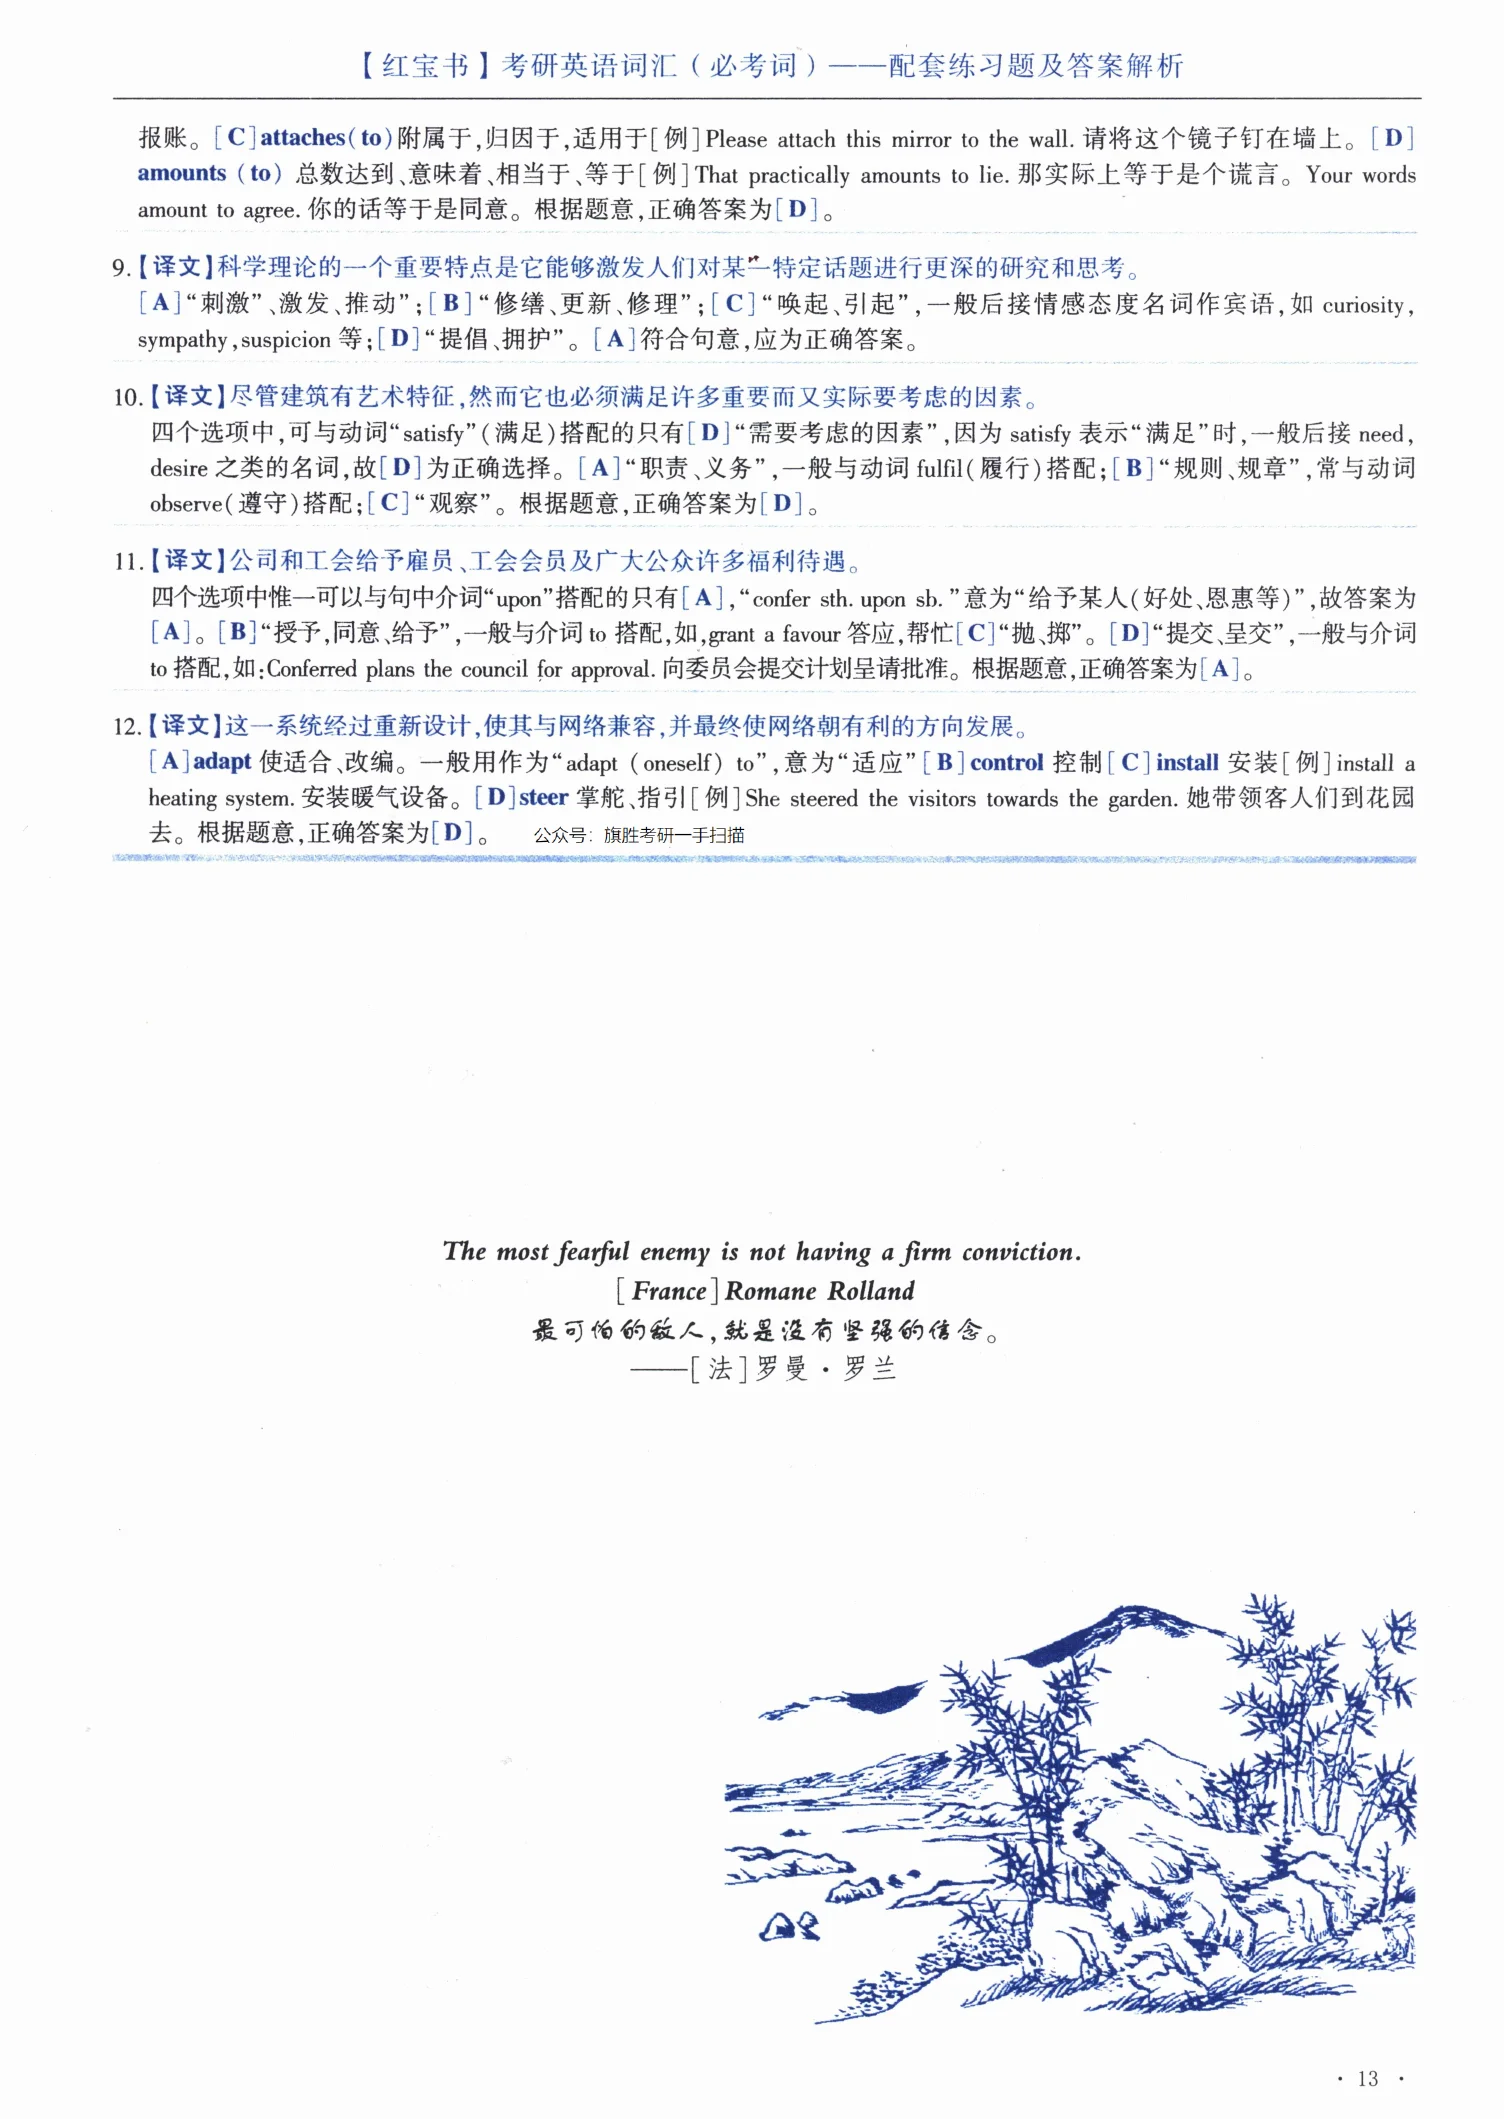 【红宝书】考研英语词汇(必考词)——配套练习题及答案解析
报账。[C]attaches(to)附属于,归因于,适用于[例]Please attach this mirror to the wall. 请将这个镜子钉在墙上。[D]
amounts (to) 总数达到、意味着、相当于、等于[例]That practically amounts to lie. 那实际上等于是个谎言。Your words
amount to agree. 你的话等于是同意。根据题意,正确答案为[D]。
9.【译文】科学理论的一个重要特点是它能够激发人们对某一特定话题进行更深的研究和思考。
[A]“刺激”、激发、推动”;[B]“修缮、更新、修理”;[C]“唤起、引起”,一般后接情感态度名词作宾语,如 curiosity,
sympathy,suspicion 等;[D]“提倡、拥护”。[A]符合句意,应为正确答案。
10.【译文】尽管建筑有艺术特征,然而它也必须满足许多重要而又实际要考虑的因素。
四个选项中,可与动词“satisfy”(满足)搭配的只有[D]“需要考虑的因素”,因为 satisfy 表示“满足”时,一般后接 need,
desire 之类的名词,故[D]为正确选择。[A]“职责、义务”,一般与动词 fulfil(履行)搭配;[B]“规则、规章”,常与动词
observe(遵守)搭配;[C]“观察”。根据题意,正确答案为[D]。
11.【译文】公司和工会给予雇员、工会会员及广大公众许多福利待遇。
四个选项中惟一可以与句中介词“upon”搭配的只有[A],“confer sth. upon sb.”意为“给予某人(好处、恩惠等)”,故答案为
[A]。[B]“授予,同意、给予”,一般与介词 to 搭配,如,grant a favour 答应,帮忙[C]“抛、掷”。[D]“提交、呈交”,一般与介词
to 搭配,如:Conferred plans the council for approval. 向委员会提交计划呈请批准。根据题意,正确答案为[A]。
12.【译文】这一系统经过重新设计,使其与网络兼容,并最终使网络朝有利的方向发展。
[A]adapt 使适合、改编。一般用作为“adapt (oneself) to”,意为“适应”[B]control 控制[C]install 安装[例]install a
heating system. 安装暖气设备。[D]steer 掌舵、指引[例]She steered the visitors towards the garden. 她带领客人们到花园
去。根据题意,正确答案为[D]。 公众号：旗胜考研一手扫描
The most fearful enemy is not having a firm conviction.
[France]Romane Rolland
最可怕的敌人,就是没有坚强的信念。
——[法]罗曼·罗兰
· 13 ·